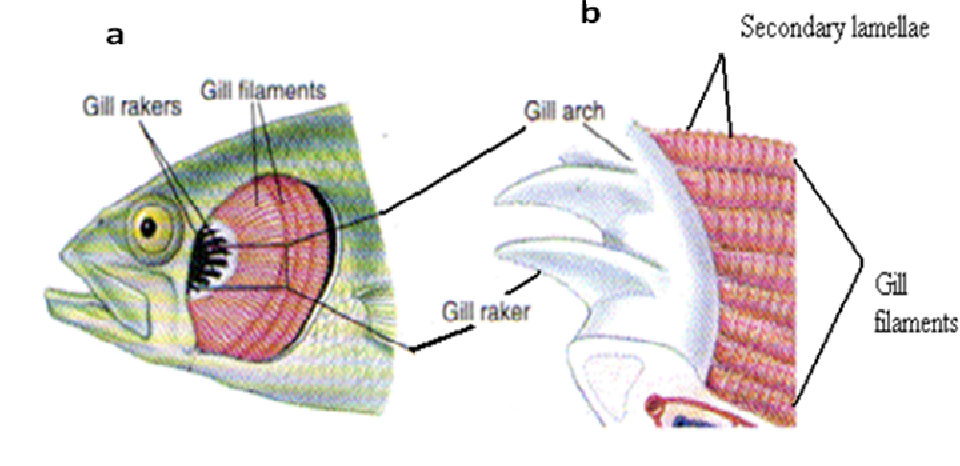 a
Gill rakers
Gill filaments
b
Secondary lamellae
Gill arch
Gill raker
Gill
filaments